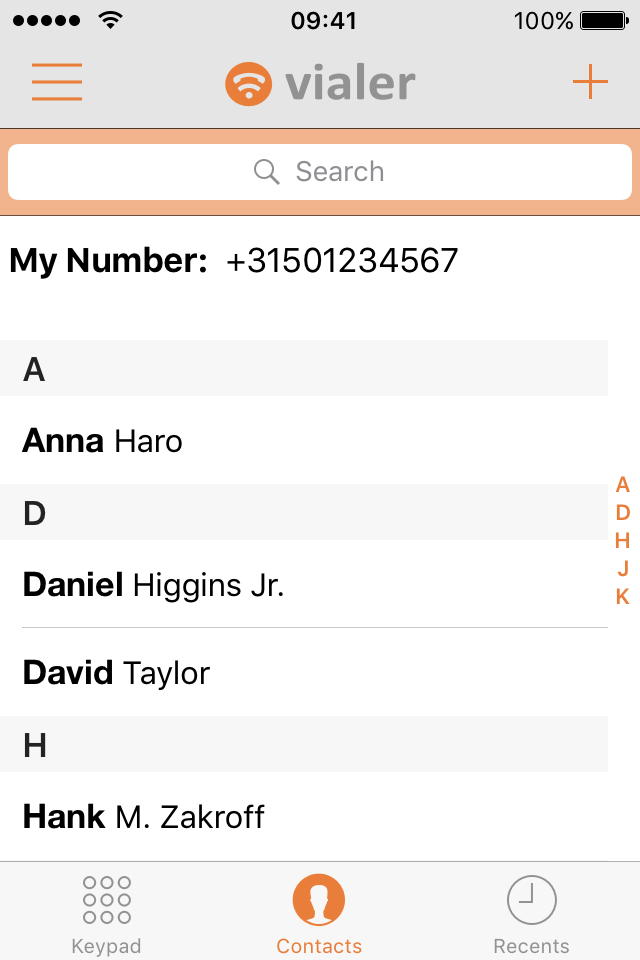 09:41 100%
vialer
Search
My Number: +31501234567
A
Anna Haro
D
Daniel Higgins Jr.
David Taylor
H
Hank M. Zakroff
A
D
H
J
K
Keypad Contacts Recents